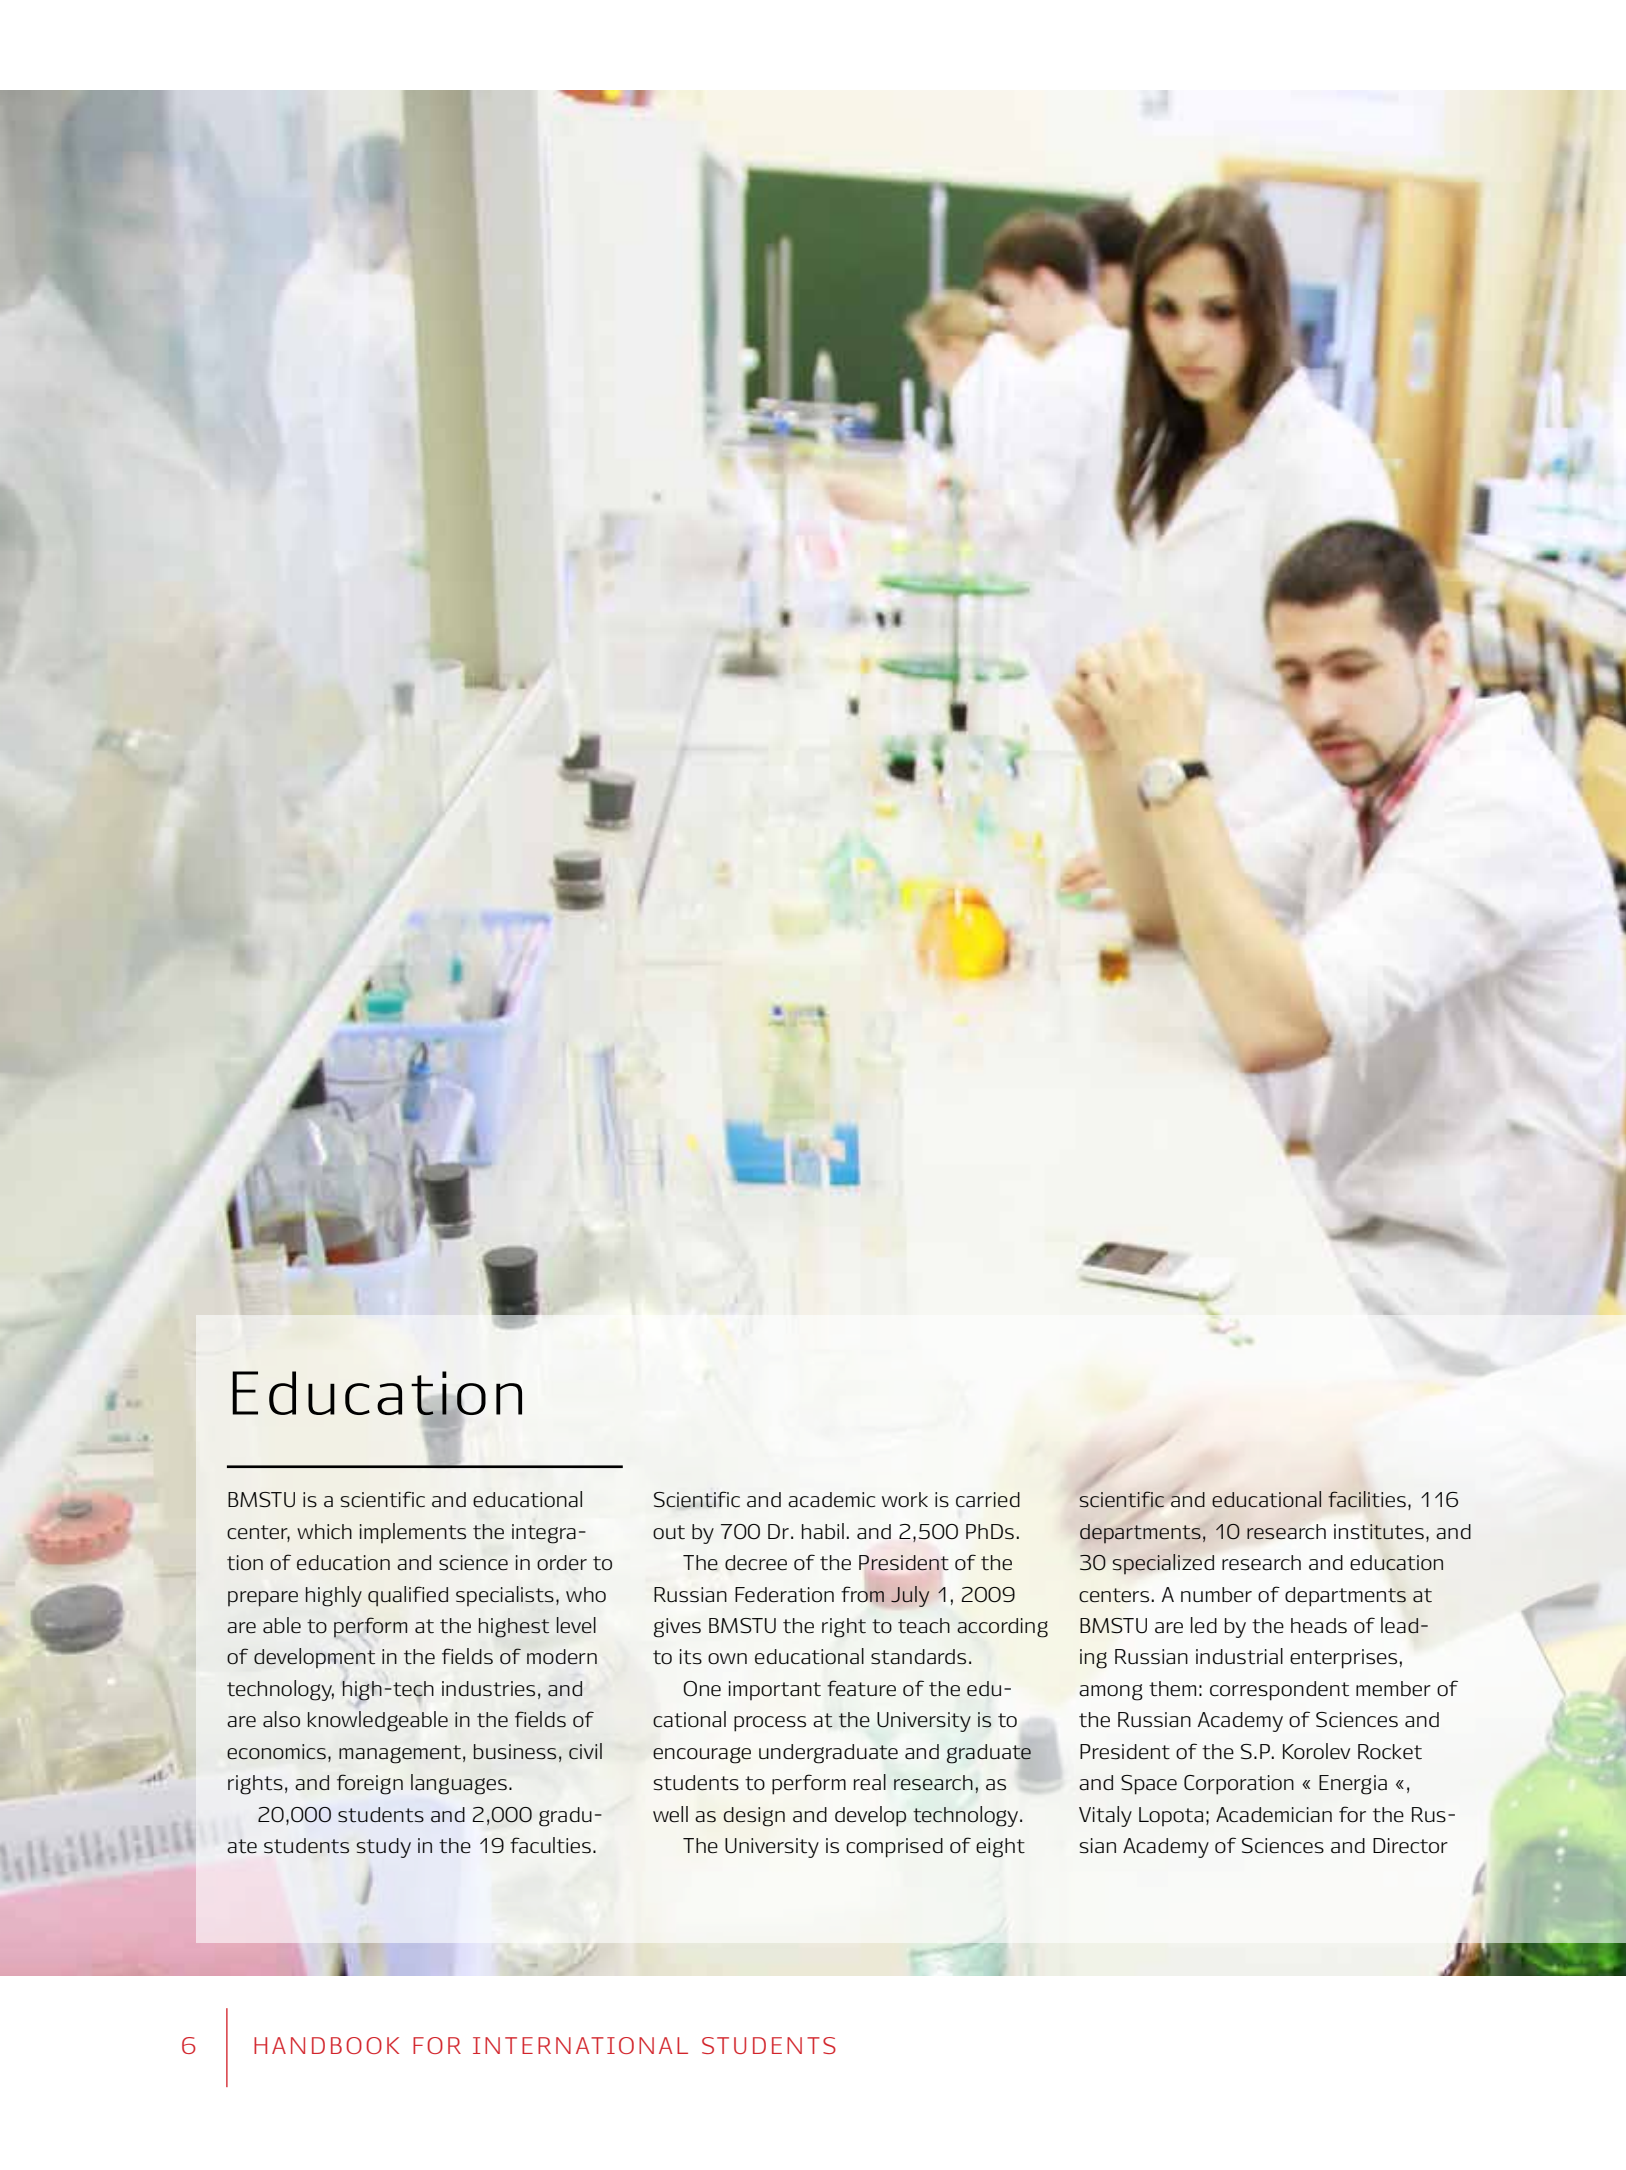 Education
BMSTU is a scientific and educational
center, which implements the integra-
tion of education and science in order to
prepare highly qualified specialists, who
are able to perform at the highest level
of development in the fields of modern
technology, high-tech industries, and
are also knowledgeable in the fields of
economics, management, business, civil
rights, and foreign languages.
20,000 students and 2,000 gradu-
ate students study in the 19 faculties.
Scientific and academic work is carried
out by 700 Dr. habil. and 2,500 PhDs.
The decree of the President of the
Russian Federation from July 1, 2009
gives BMSTU the right to teach according
to its own educational standards.
One important feature of the edu-
cational process at the University is to
encourage undergraduate and graduate
students to perform real research, as
well as design and develop technology.
The University is comprised of eight
scientific and educational facilities, 116
departments, 10 research institutes, and
30 specialized research and education
centers. A number of departments at
BMSTU are led by the heads of lead-
ing Russian industrial enterprises,
among them: correspondent member of
the Russian Academy of Sciences and
President of the S.P. Korolev Rocket
and Space Corporation « Energia «,
Vitaly Lopota; Academician for the Rus-
sian Academy of Sciences and Director
6
HANDBOOK FOR INTERNATIONAL STUDENTS